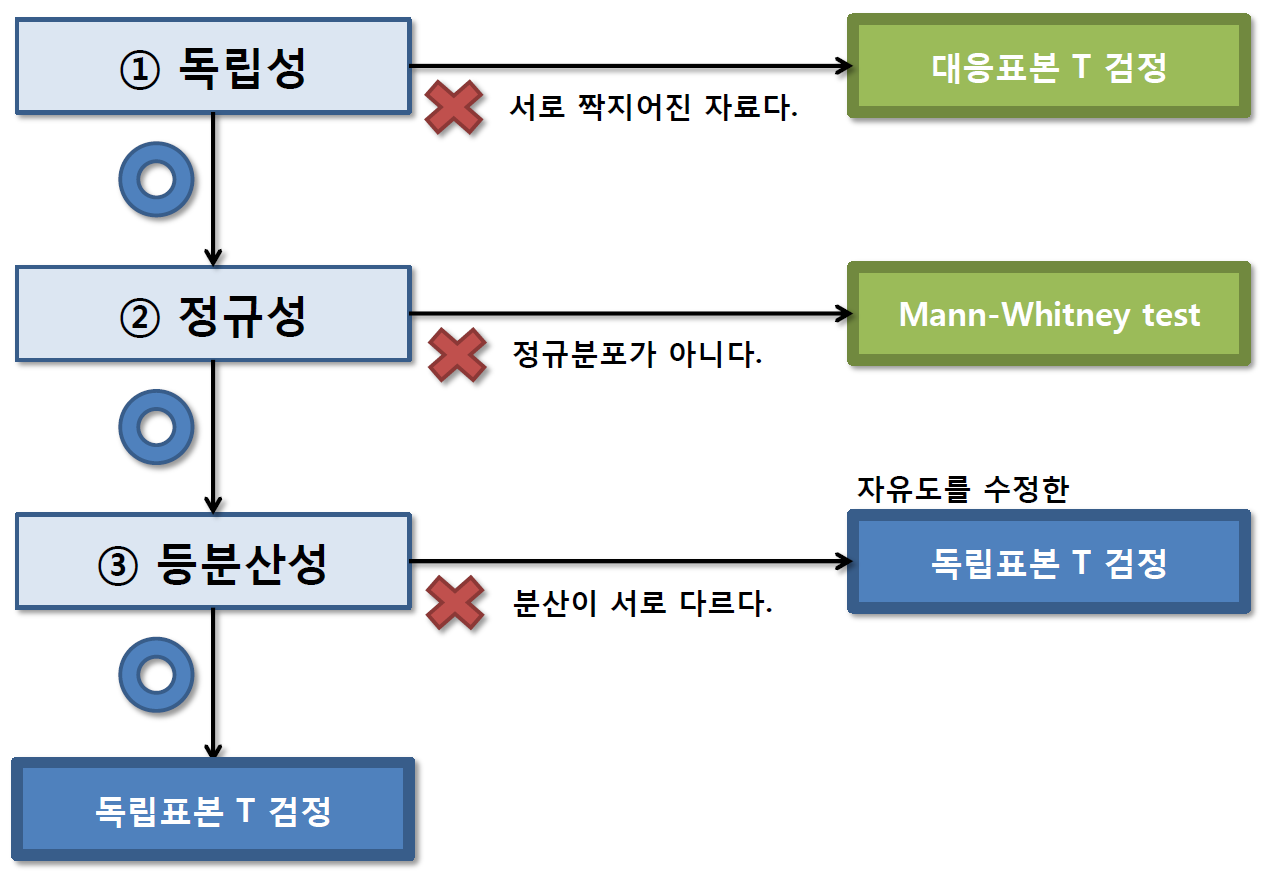 ① 독립성
서로 짝지어진 자료다.
대응표본 T 검정
② 정규성
정규분포가 아니다.
Mann-Whitney test
③ 등분산성
분산이 서로 다르다.
자유도를 수정한
독립표본 T 검정
독립표본 T 검정